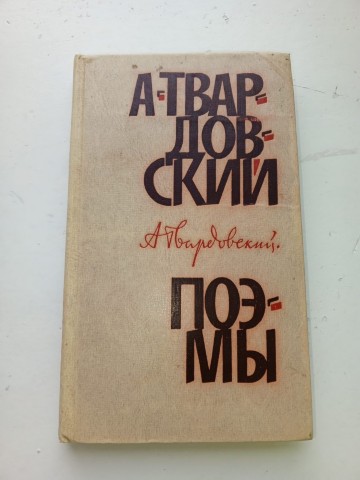 А·ТВАР-
ДОВ-
СКИЙ
А Твардовский.
ПОЭ-
МЫ